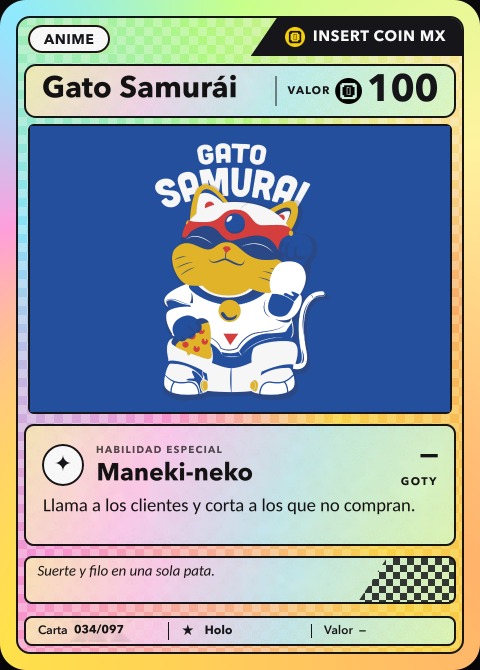 ANIME
INSERT COIN MX
Gato Samurái
VALOR 100
GATO
SAMURAI
HABILIDAD ESPECIAL
Maneki-neko
—
GOTY
Llama a los clientes y corta a los que no compran.
Suerte y filo en una sola pata.
Carta 034/097 ★ Holo Valor —